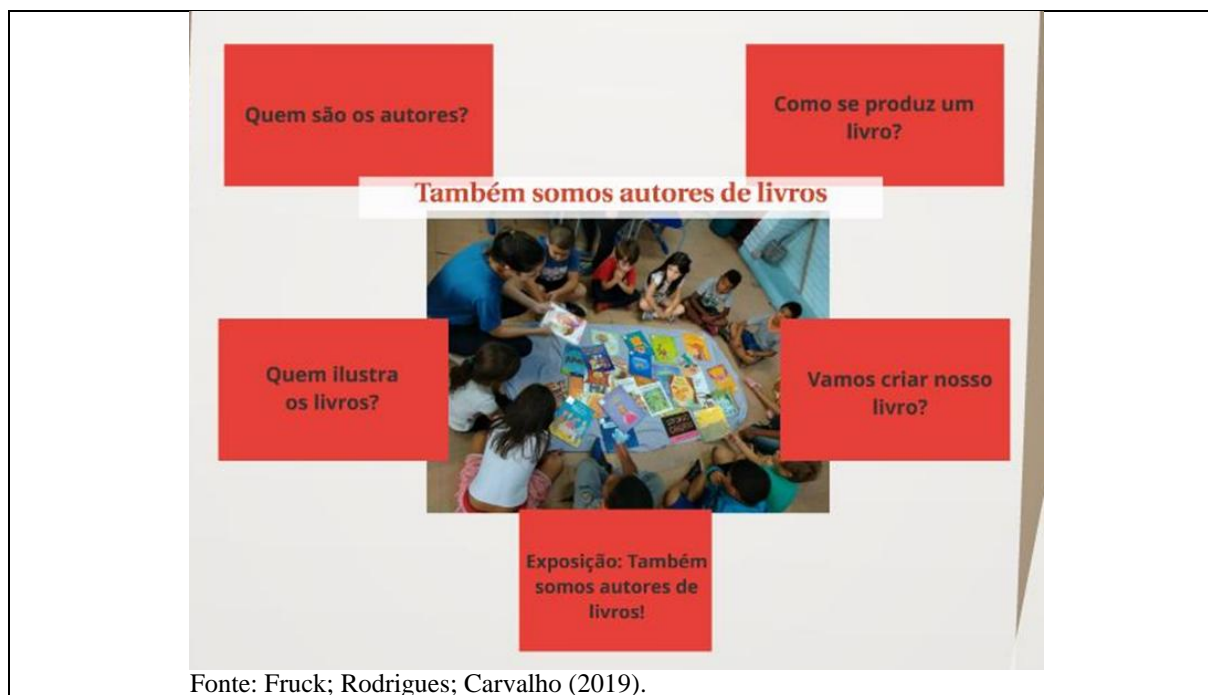 Quem são os autores?
Como se produz um
livro?
Também somos autores de livros
Quem ilustra
os livros?
Vamos criar nosso
livro?
Exposição: Também
somos autores de
livros!
Fonte: Fruck; Rodrigues; Carvalho (2019).